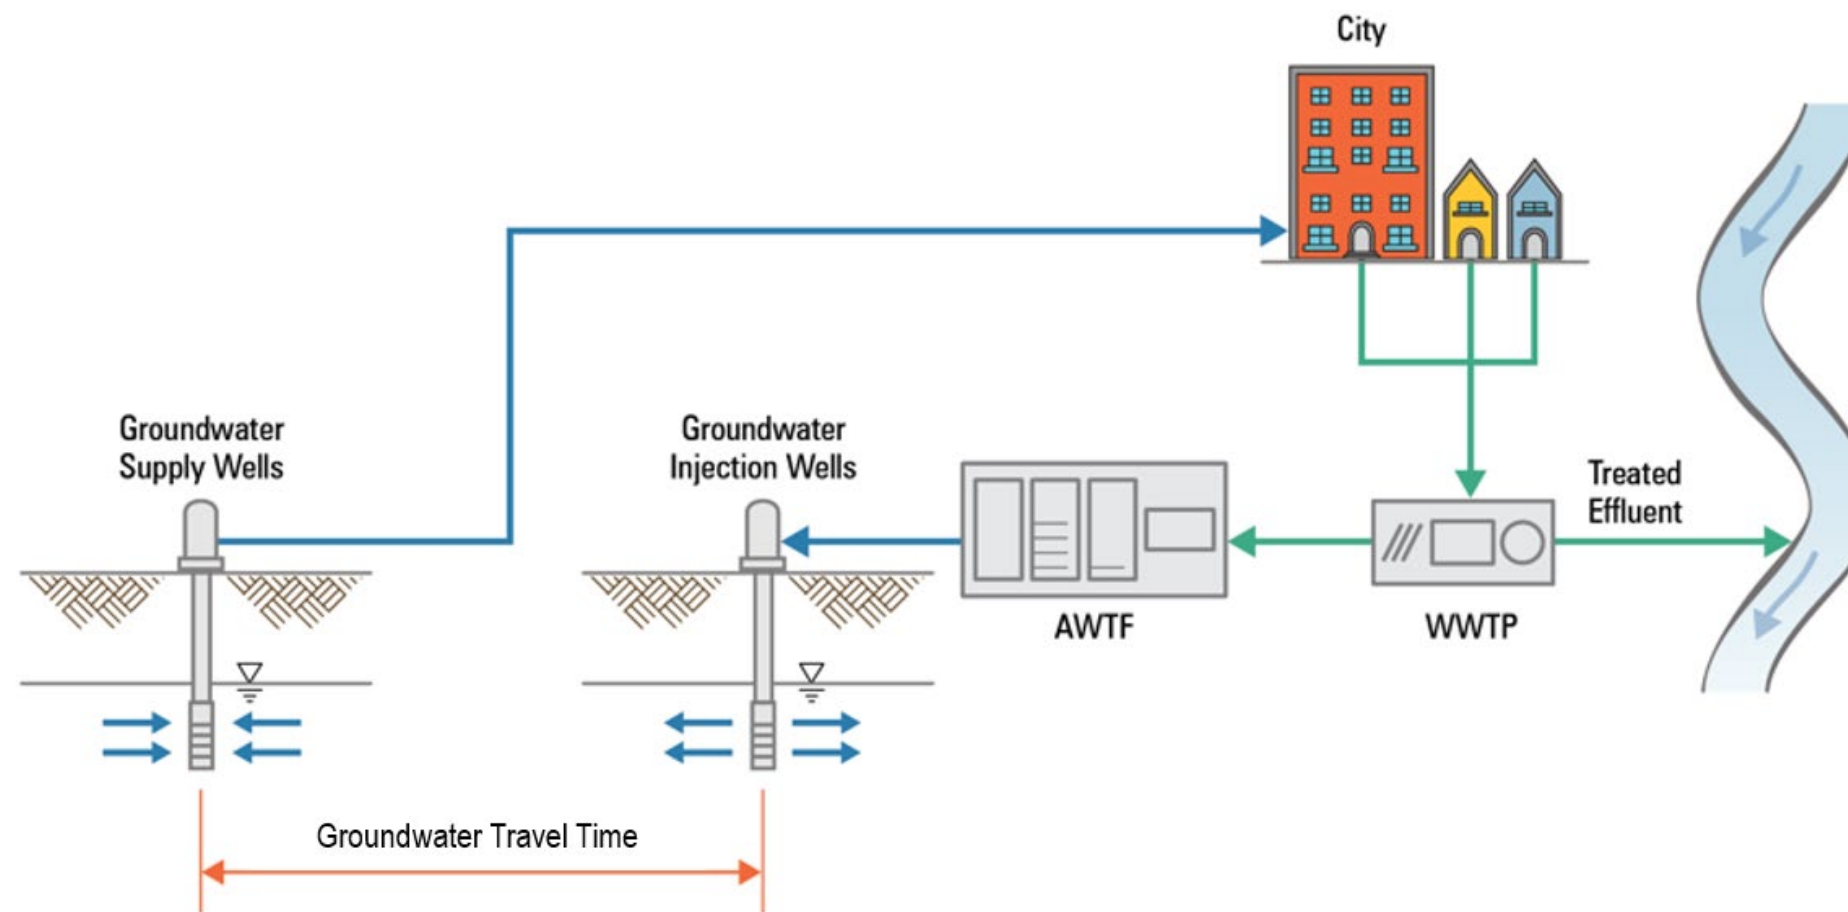 City
Groundwater
Supply Wells
Groundwater
Injection Wells
Treated
Effluent
AWTF
WWTP
Groundwater Travel Time